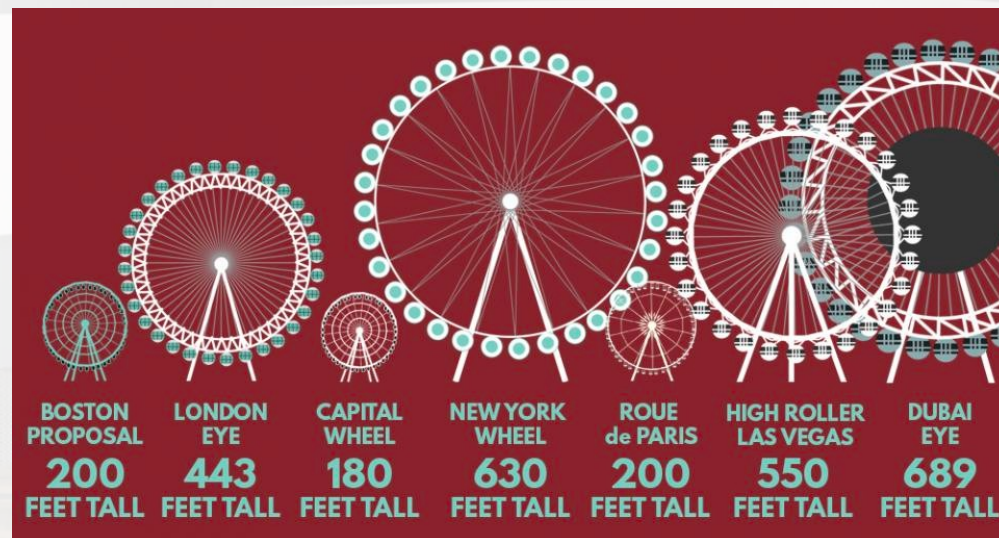 BOSTON
PROPOSAL
200
FEET TALL
LONDON
EYE
443
FEET TALL
CAPITAL
WHEEL
180
FEET TALL
NEW YORK
WHEEL
630
FEET TALL
ROUE
de PARIS
200
FEET TALL
HIGH ROLLER
LAS VEGAS
550
FEET TALL
DUBAI
EYE
689
FEET TALL